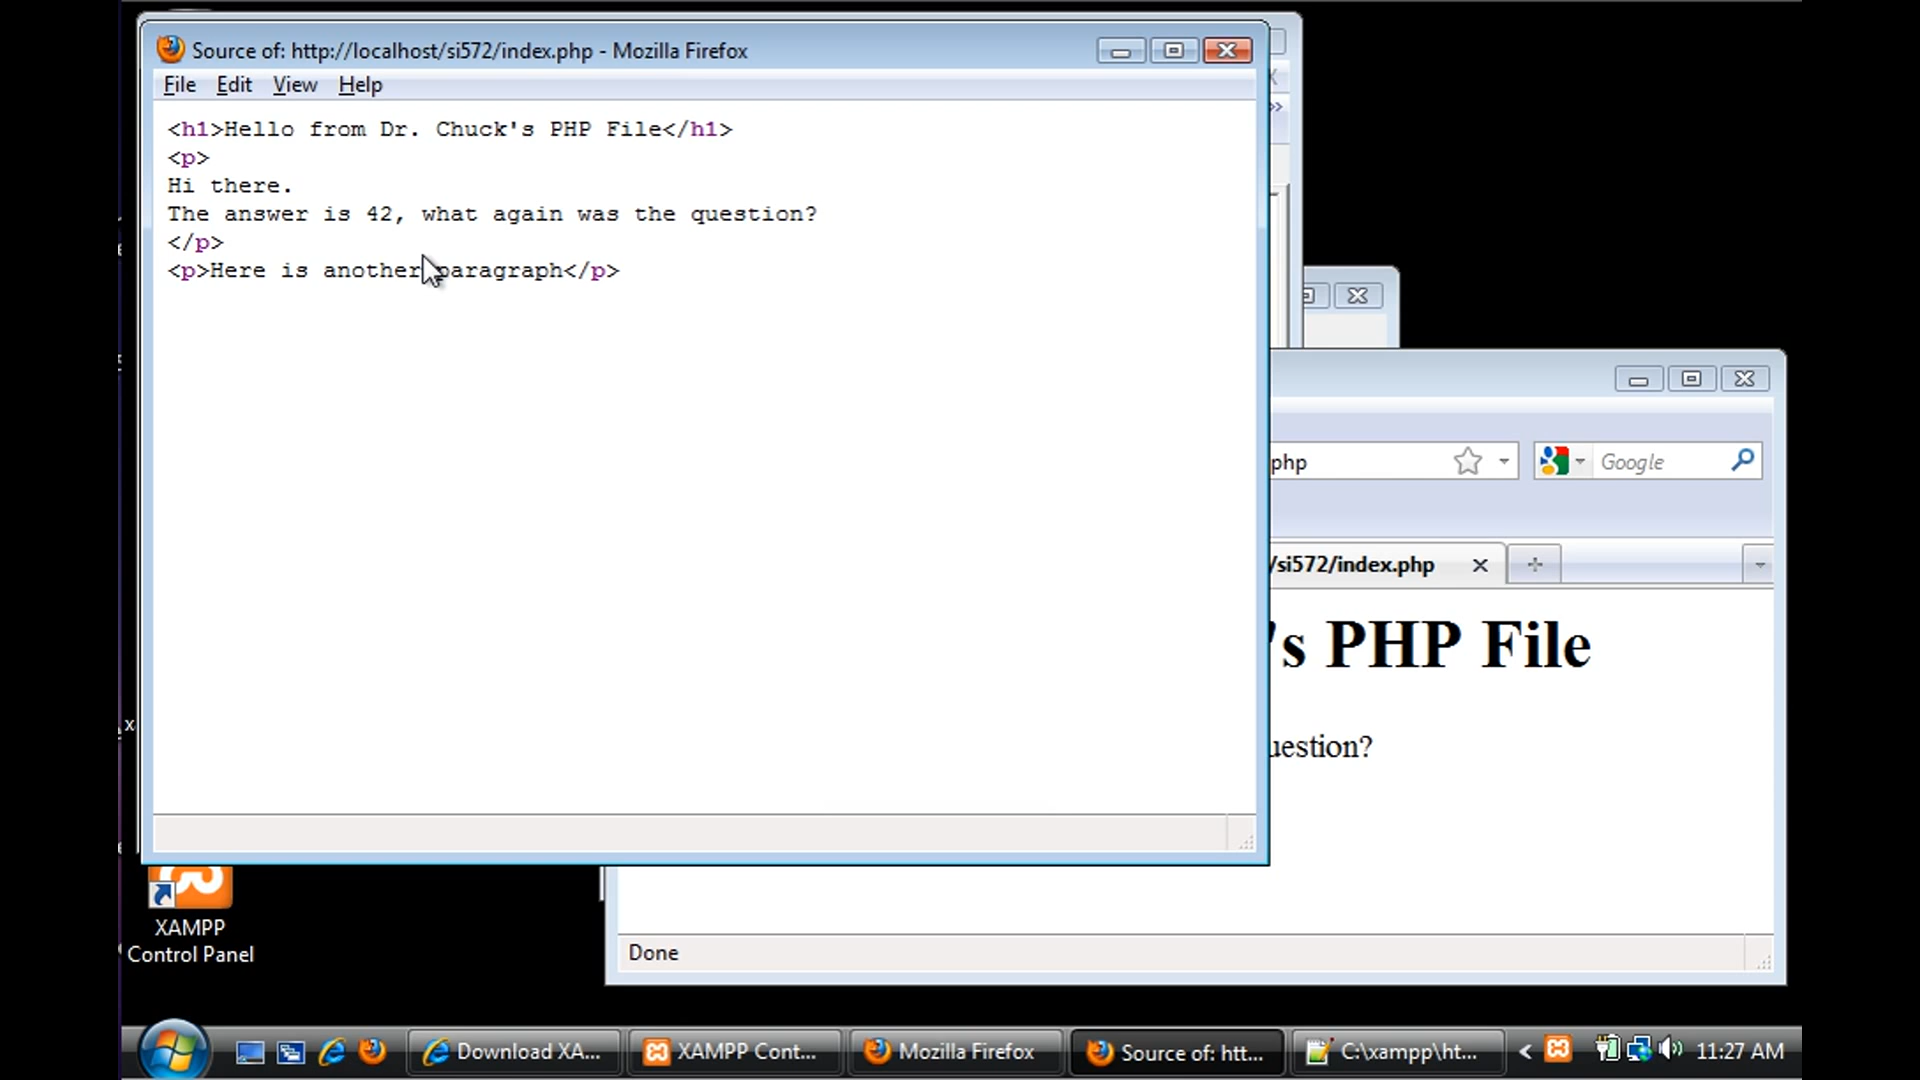 Source of: http://localhost/si572/index.php - Mozilla Firefox
File Edit View Help
<h1>Hello from Dr. Chuck's PHP File</h1>
<p>
Hi there.
The answer is 42, what again was the question?
</p>
<p>Here is another paragraph</p>
php
Google
/si572/index.php
's PHP File
uestion?
XAMPP
Control Panel
Done
Download XA...
XAMPP Cont...
Mozilla Firefox
Source of: htt...
C:\xampp\ht...
11:27 AM